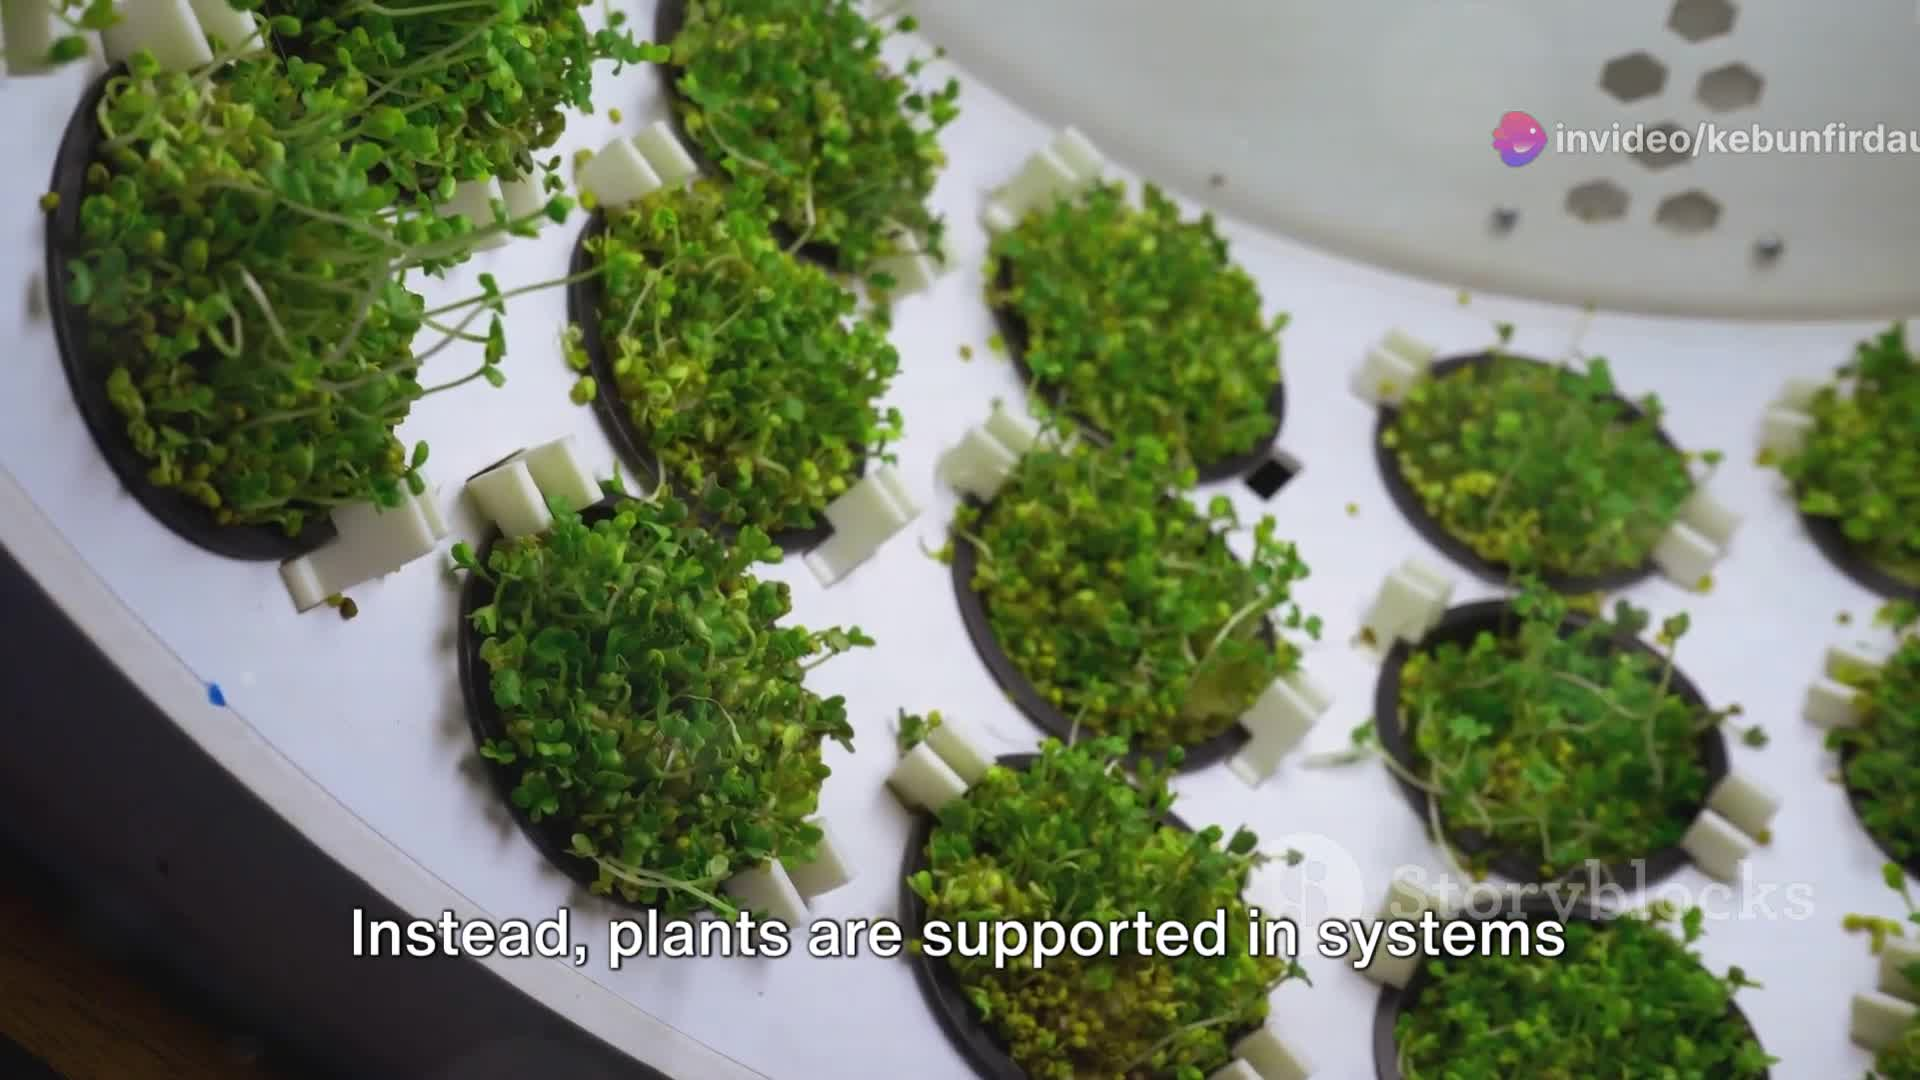 invideo/kebunfirdau
Storyblocks
Instead, plants are supported in systems